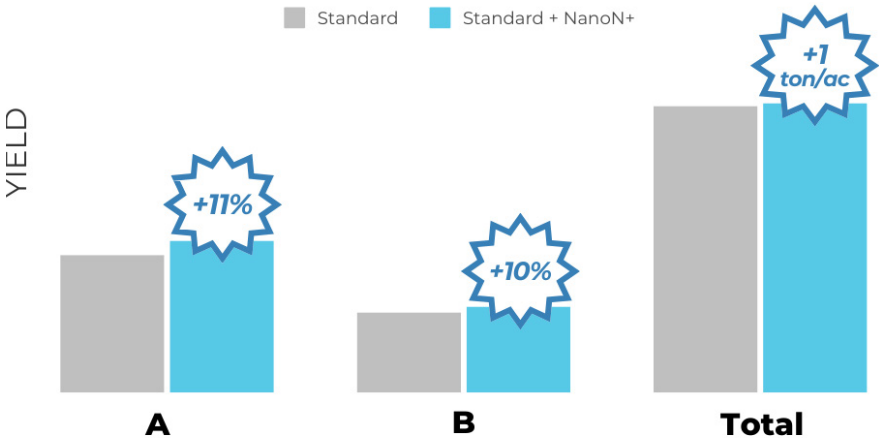 Standard
Standard + NanoN+
YIELD
+11%
+10%
+1
ton/ac
A
B
Total